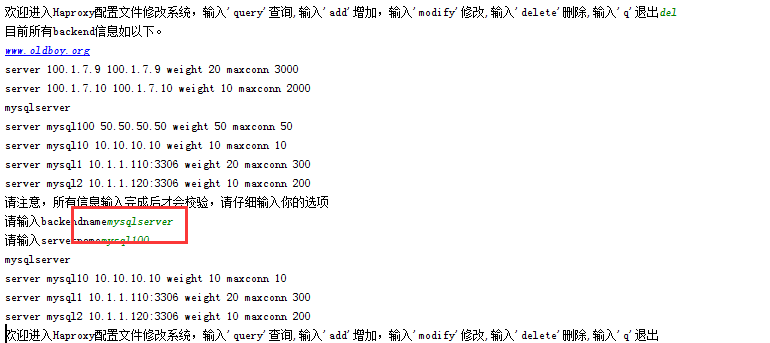 欢迎进入Haproxy配置文件修改系统，输入'query'查询,输入'add'增加，输入'modify'修改,输入'delete'删除,输入'q'退出del
目前所有backend信息如以下。
www.oldboy.org
server 100.1.7.9 100.1.7.9 weight 20 maxconn 3000
server 100.1.7.10 100.1.7.10 weight 10 maxconn 2000
mysqlserver
server mysql100 50.50.50.50 weight 50 maxconn 50
server mysql10 10.10.10.10 weight 10 maxconn 10
server mysql1 10.1.1.110:3306 weight 20 maxconn 300
server mysql2 10.1.1.120:3306 weight 10 maxconn 200
请注意，所有信息输入完成后才会校验，请仔细输入你的选项
请输入backendnamemysqlserver
请输入servernamemysql100
mysqlserver
server mysql10 10.10.10.10 weight 10 maxconn 10
server mysql1 10.1.1.110:3306 weight 20 maxconn 300
server mysql2 10.1.1.120:3306 weight 10 maxconn 200
欢迎进入Haproxy配置文件修改系统，输入'query'查询,输入'add'增加，输入'modify'修改,输入'delete'删除,输入'q'退出